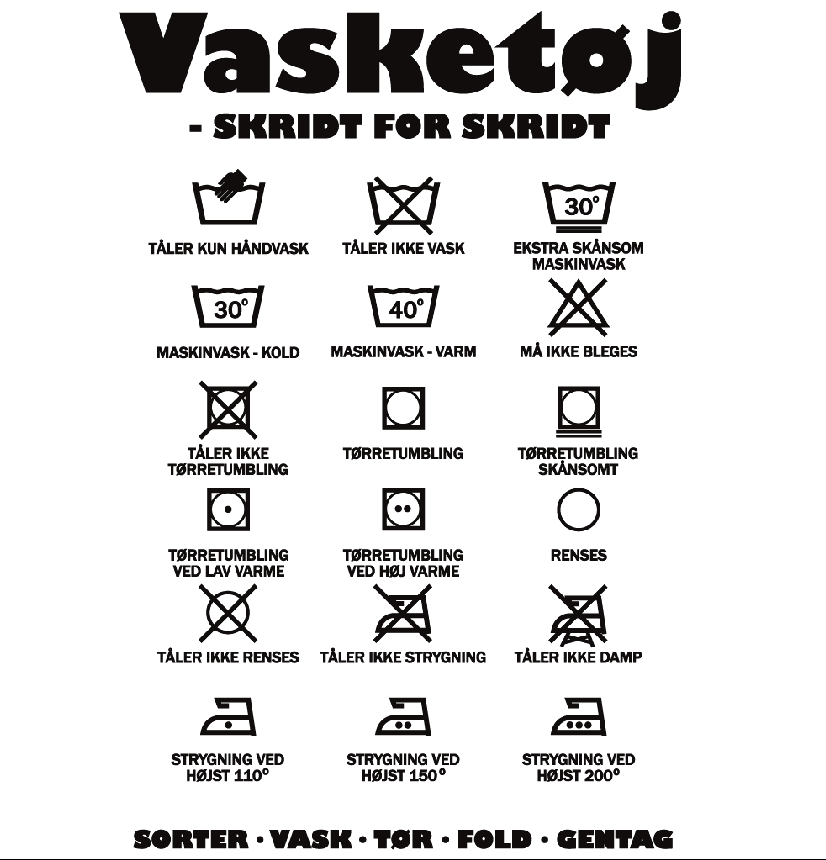 Vasketøj
- SKRIDT FOR SKRIDT
30°
TÅLER KUN HÅNDVASK
TÅLER IKKE VASK
EKSTRA SKÅNSOM
MASKINVASK
30°
40°
MASKINVASK - KOLD
MASKINVASK - VARM
MÅ IKKE BLEGES
TÅLER IKKE
TØRRETUMBLING
TØRRETUMBLING
TØRRETUMBLING
SKÅNSOMT
TØRRETUMBLING
VED LAV VARME
TØRRETUMBLING
VED HØJ VARME
RENSES
TÅLER IKKE RENSES
TÅLER IKKE STRYGNING
TÅLER IKKE DAMP
STRYGNING VED
HØJST 110°
STRYGNING VED
HØJST 150°
STRYGNING VED
HØJST 200°
SORTER · VASK · TØR · FOLD · GENTAG